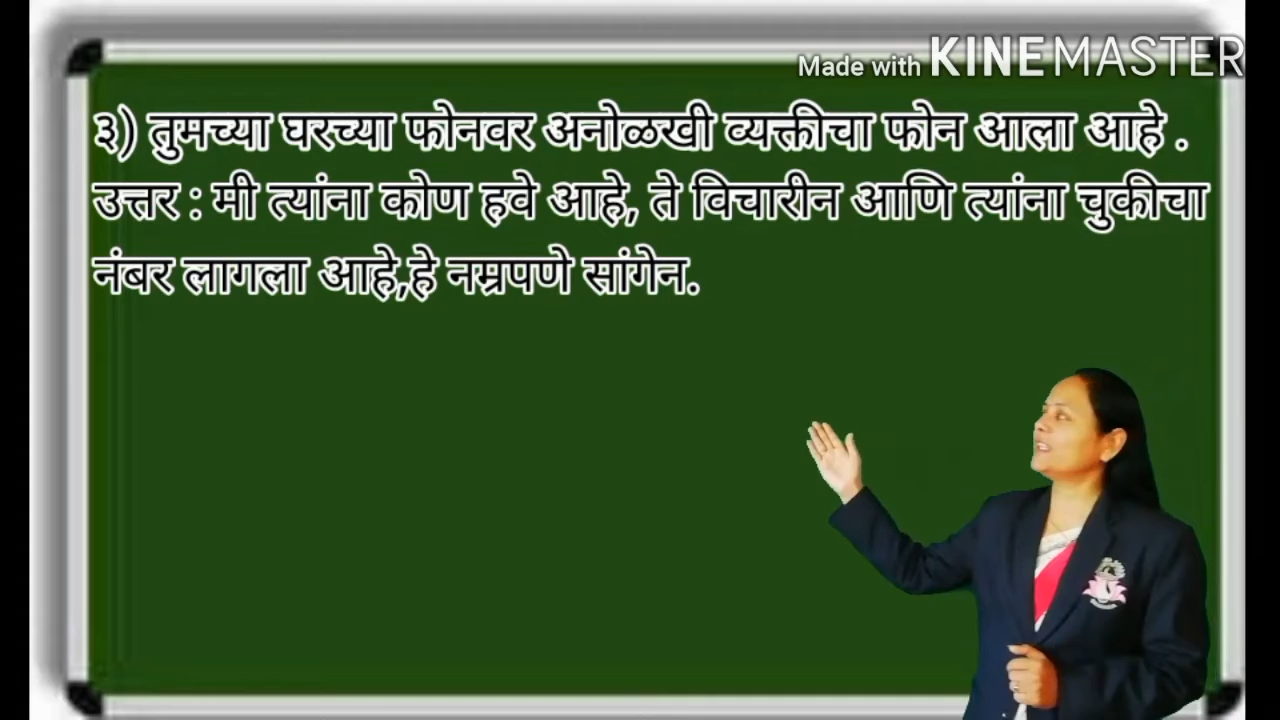 Made with KINEMASTER
३) तुमच्या घरच्या फोनवर अनोळखी व्यक्तीचा फोन आला आहे .
उत्तर : मी त्यांना कोण हवे आहे, ते विचारीन आणि त्यांना चुकीचा
नंबर लागला आहे,हे नम्रपणे सांगेन.